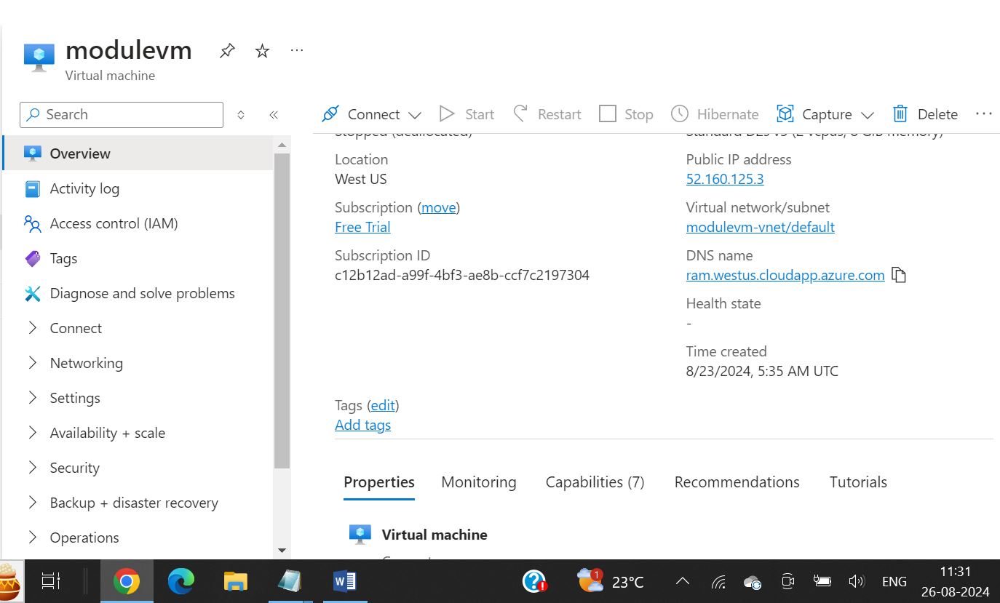 modulevm
Virtual machine
Search
Connect Start Restart Stop Hibernate Capture Delete
Overview
Activity log
Access control (IAM)
Tags
Diagnose and solve problems
Connect
Networking
Settings
Availability + scale
Security
Backup + disaster recovery
Operations
Stopped (deallocated)
Location
West US
Subscription (move)
Free Trial
Subscription ID
c12b12ad-a99f-4bf3-ae8b-ccf7c2197304
Public IP address
52.160.125.3
Virtual network/subnet
modulevm-vnet/default
DNS name
ram.westus.cloudapp.azure.com
Health state
-
Time created
8/23/2024, 5:35 AM UTC
Tags (edit)
Add tags
Properties Monitoring Capabilities (7) Recommendations Tutorials
Virtual machine
1 23°C ENG
11:31
26-08-2024